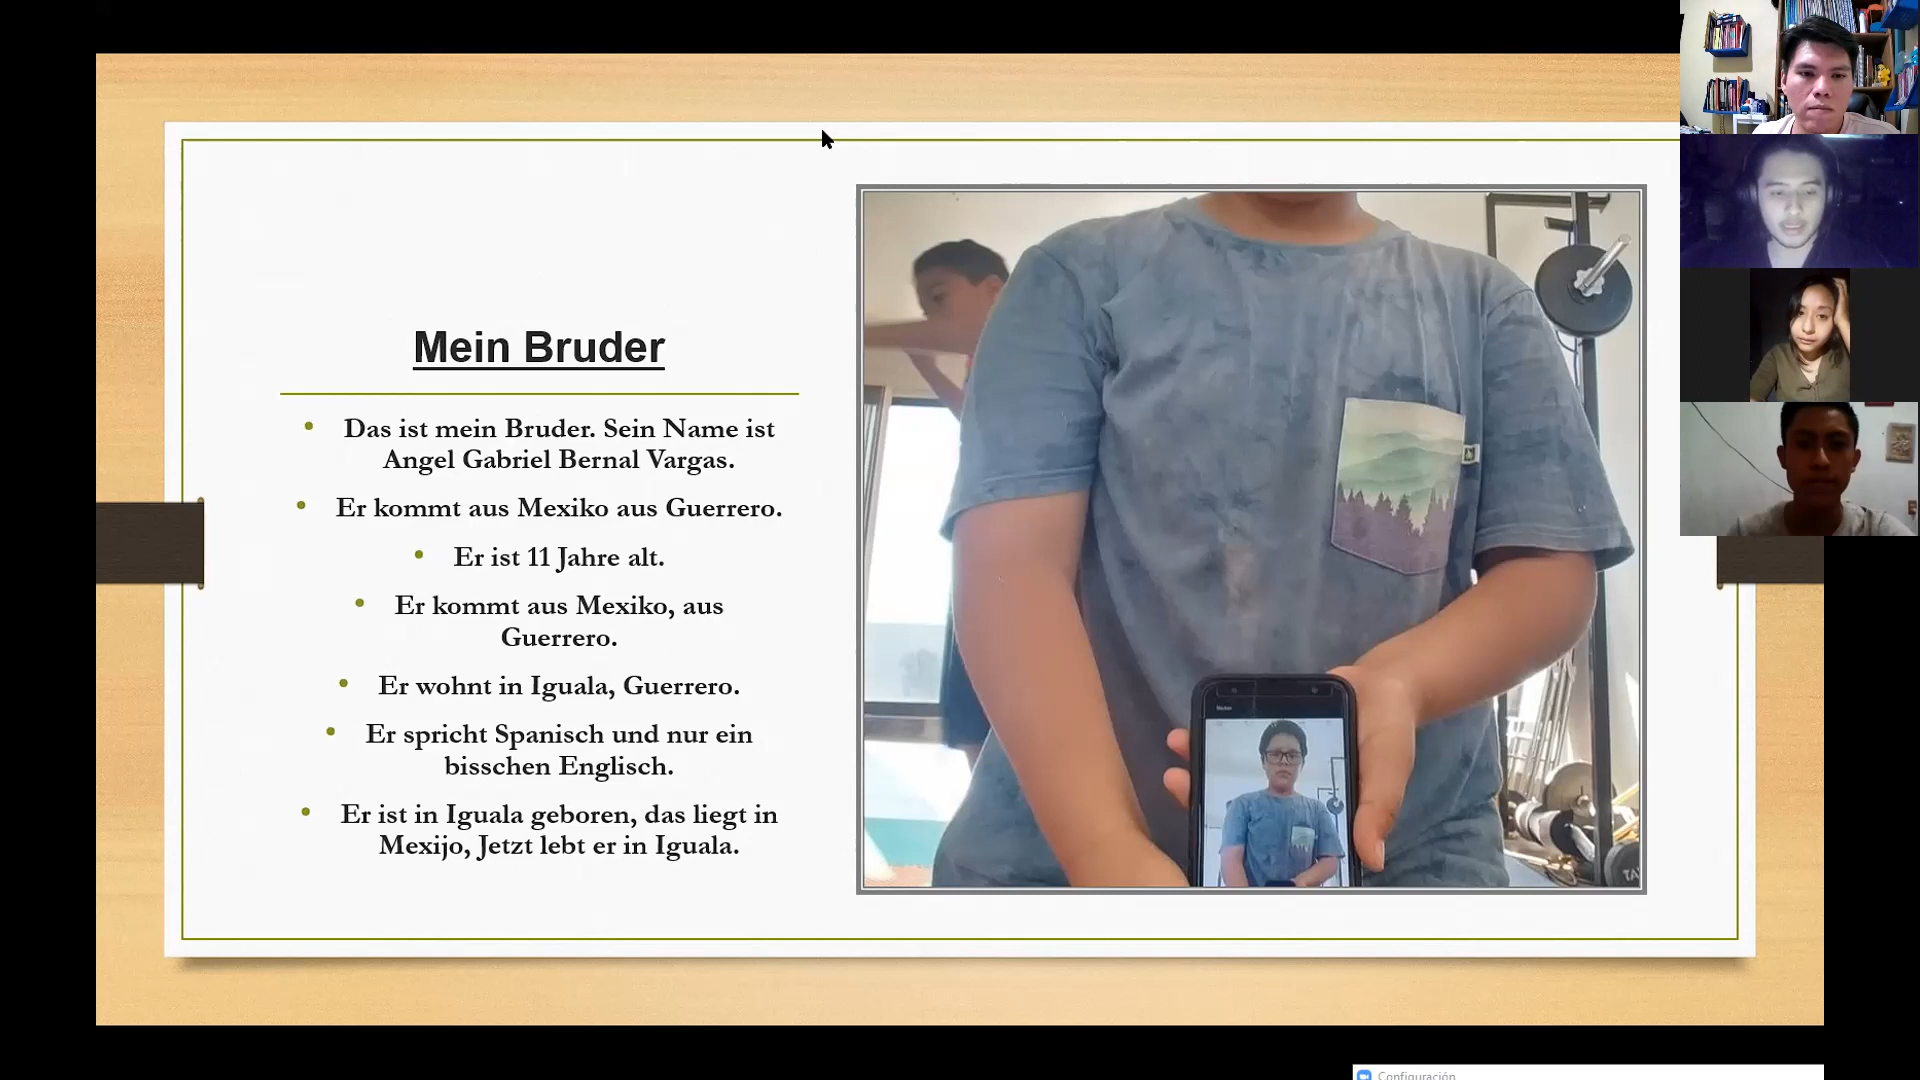 Mein Bruder
Das ist mein Bruder. Sein Name ist
Angel Gabriel Bernal Vargas.
Er kommt aus Mexiko aus Guerrero.
Er ist 11 Jahre alt.
Er kommt aus Mexiko, aus
Guerrero.
Er wohnt in Iguala, Guerrero.
Er spricht Spanisch und nur ein
bisschen Englisch.
Er ist in Iguala geboren, das liegt in
Mexijo, Jetzt lebt er in Iguala.
Configuración